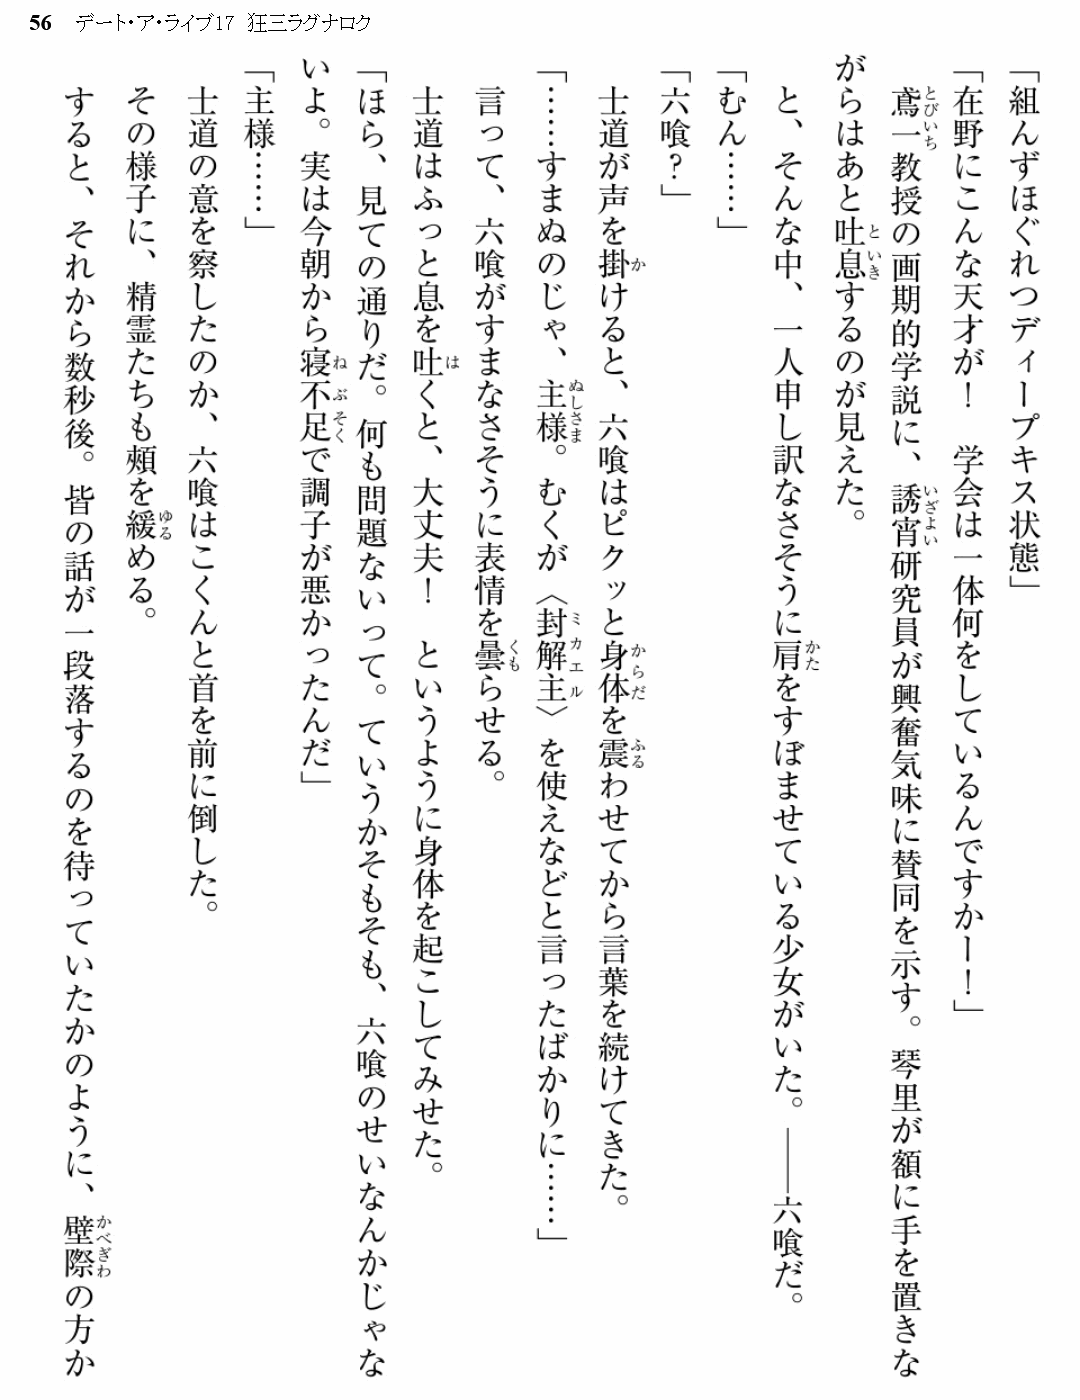 56 デート・ア・ライブ17 狂三ラグナロク
「組んずほぐれつディープキス状態」
「在野にこんな天才が！　学会は一体何をしているんですかー！」
　鳶一教授の画期的学説に、誘宵研究員が興奮気味に賛同を示す。琴里が額に手を置きな
がらはあと吐息するのが見えた。
　と、そんな中、一人申し訳なさそうに肩をすぼませている少女がいた。――六喰だ。
「むん……」
「六喰？」
　士道が声を掛けると、六喰はピクッと身体を震わせてから言葉を続けてきた。
「……すまぬのじゃ、主様。むくが〈封解主〉を使えなどと言ったばかりに……」
　言って、六喰がすまなさそうに表情を曇らせる。
　士道はふっと息を吐くと、大丈夫！　というように身体を起こしてみせた。
「ほら、見ての通りだ。何も問題ないって。ていうかそもそも、六喰のせいなんかじゃな
いよ。実は今朝から寝不足で調子が悪かったんだ」
「主様……」
　士道の意を察したのか、六喰はこくんと首を前に倒した。
　その様子に、精霊たちも頬を緩める。
　すると、それから数秒後。皆の話が一段落するのを待っていたかのように、壁際の方か